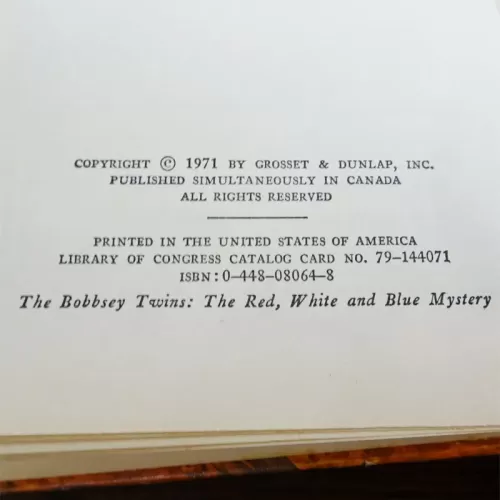 COPYRIGHT © 1971 BY GROSSET & DUNLAP, INC.
PUBLISHED SIMULTANEOUSLY IN CANADA
ALL RIGHTS RESERVED
PRINTED IN THE UNITED STATES OF AMERICA
LIBRARY OF CONGRESS CATALOG CARD NO. 79-144071
ISBN: 0-448-08064-8
The Bobbsey Twins: The Red, White and Blue Mystery